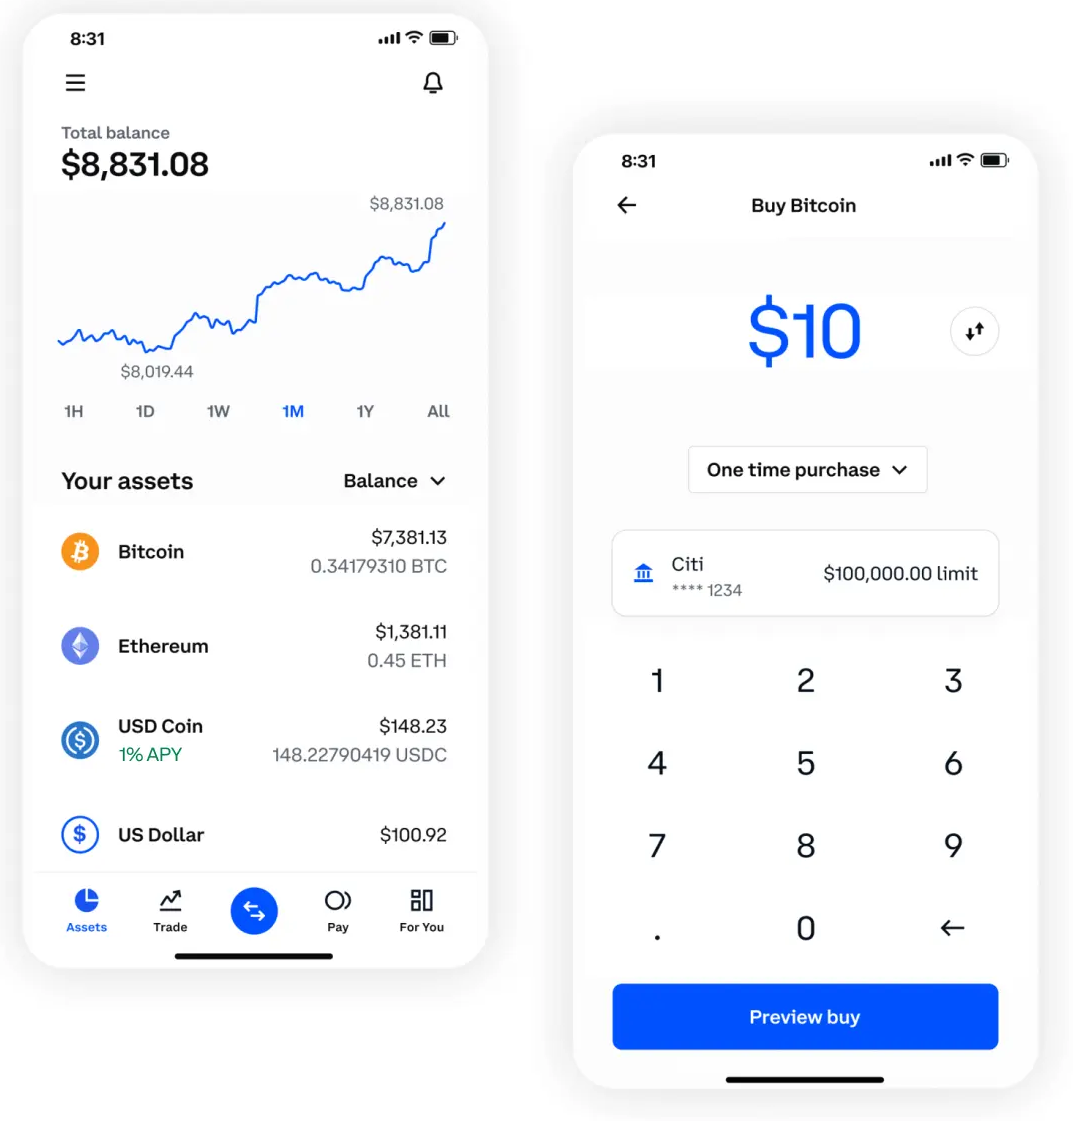 8:31
Total balance
$8,831.08
$8,831.08
$8,019.44
1H 1D 1W 1M 1Y All
Your assets Balance
Bitcoin $7,381.13
0.34179310 BTC
Ethereum $1,381.11
0.45 ETH
USD Coin $148.23
1% APY 148.22790419 USDC
US Dollar $100.92
Assets Trade Pay For You
8:31
Buy Bitcoin
$10
One time purchase
Citi $100,000.00 limit
**** 1234
1 2 3
4 5 6
7 8 9
. 0
Preview buy